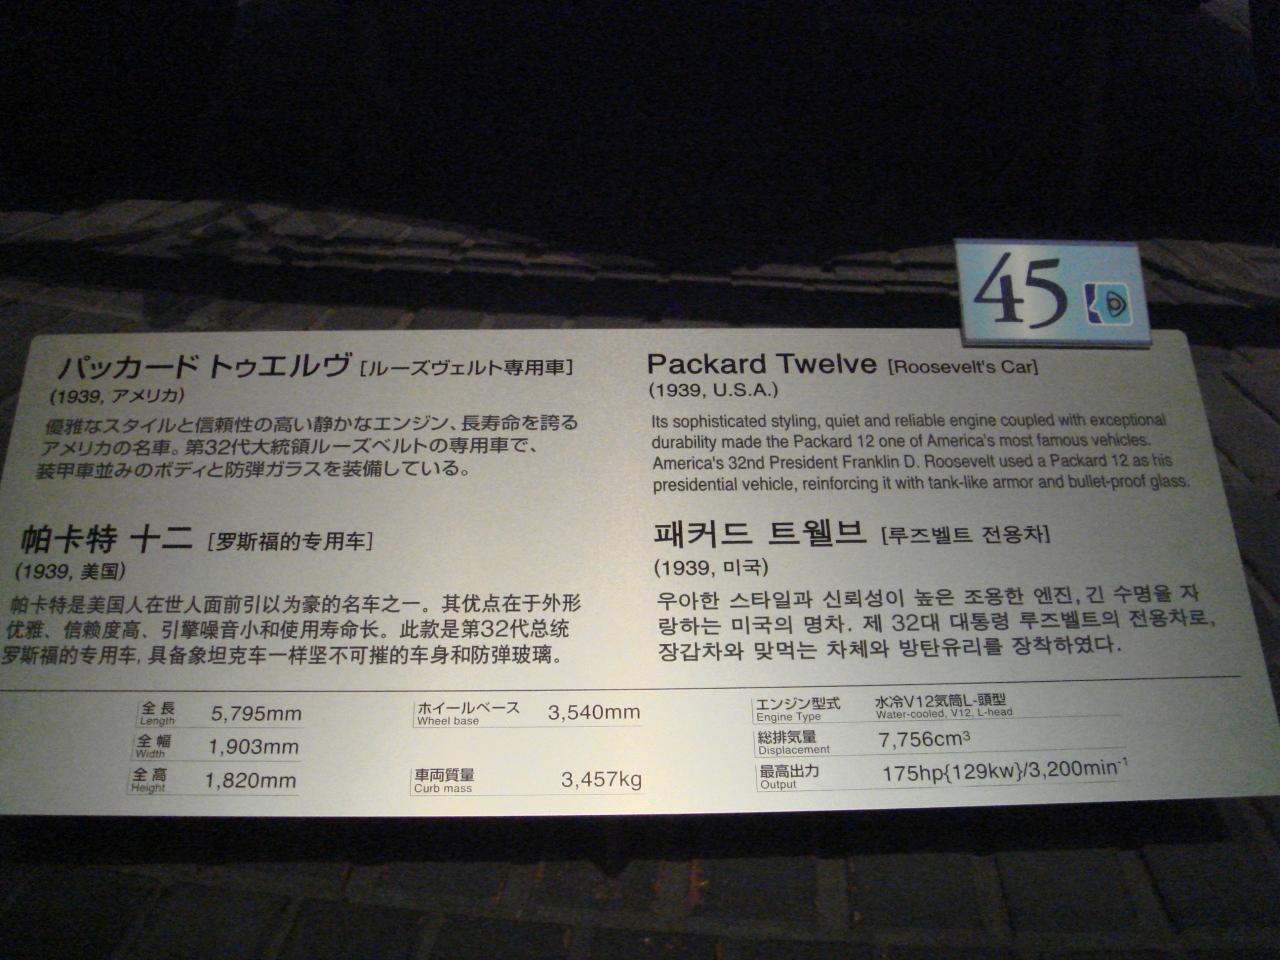 45
パッカード トゥエルヴ [ルーズヴェルト専用車]
(1939, アメリカ)
優雅なスタイルと信頼性の高い静かなエンジン、長寿命を誇る
アメリカの名車。第32代大統領ルーズベルトの専用車で、
装甲車並みのボディと防弾ガラスを装備している。
Packard Twelve [Roosevelt's Car]
(1939, U.S.A.)
Its sophisticated styling, quiet and reliable engine coupled with exceptional
durability made the Packard 12 one of America's most famous vehicles.
America's 32nd President Franklin D. Roosevelt used a Packard 12 as his
presidential vehicle, reinforcing it with tank-like armor and bullet-proof glass.
帕卡特 十二 [罗斯福的专用车]
(1939, 美国)
帕卡特是美国人在世人面前引以为豪的名车之一。其优点在于外形
优雅、信赖度高、引擎噪音小和使用寿命长。此款是第32代总统
罗斯福的专用车, 具备象坦克车一样坚不可摧的车身和防弹玻璃。
패커드 트웰브 [루즈벨트 전용차]
(1939, 미국)
우아한 스타일과 신뢰성이 높은 조용한 엔진, 긴 수명을 자
랑하는 미국의 명차. 제 32대 대통령 루즈벨트의 전용차로,
장갑차와 맞먹는 차체와 방탄유리를 장착하였다.
全長 Length 5,795mm
全幅 Width 1,903mm
全高 Height 1,820mm
ホイールベース Wheel base 3,540mm
車両質量 Curb mass 3,457kg
エンジン型式 Engine Type 水冷V12気筒L-頭型 Water-cooled, V12, L-head
総排気量 Displacement 7,756cm³
最高出力 Output 175hp{129kw}/3,200min⁻¹